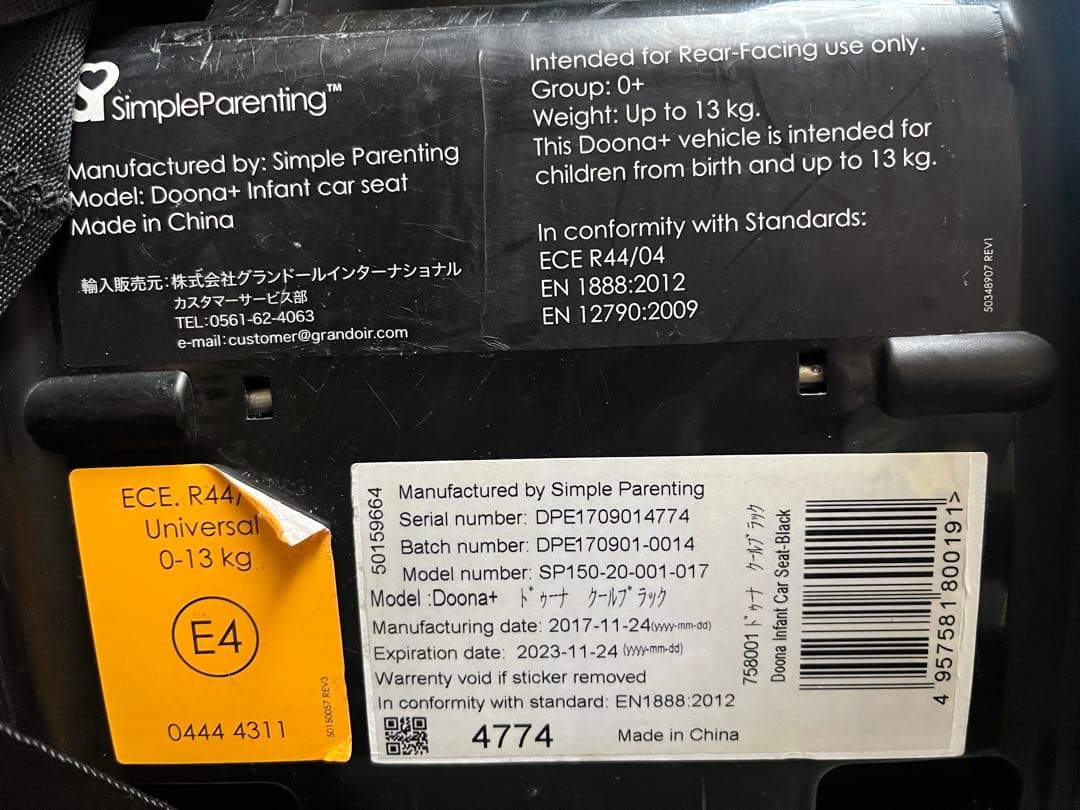 SimpleParenting™
Manufactured by: Simple Parenting
Model: Doona+ Infant car seat
Made in China
輸入販売元:株式会社グランドールインターナショナル
カスタマーサービス部
TEL:0561-62-4063
e-mail:customer@grandoir.com
Intended for Rear-Facing use only.
Group: 0+
Weight: Up to 13 kg.
This Doona+ vehicle is intended for
children from birth and up to 13 kg.
In conformity with Standards:
ECE R44/04
EN 1888:2012
EN 12790:2009
50348907 REV1
ECE. R44/
Universal
0-13 kg
E4
0444 4311
50150057 REV3
50159664
Manufactured by Simple Parenting
Serial number: DPE1709014774
Batch number: DPE170901-0014
Model number: SP150-20-001-017
Model :Doona+ ドゥーナ クールブラック
Manufacturing date: 2017-11-24(yyyy-mm-dd)
Expiration date: 2023-11-24 (yyyy-mm-dd)
Warrenty void if sticker removed
In conformity with standard: EN1888:2012
4774 Made in China
758001 ドゥーナ クールブラック
Doona Infant Car Seat-Black
4 957581 800191>